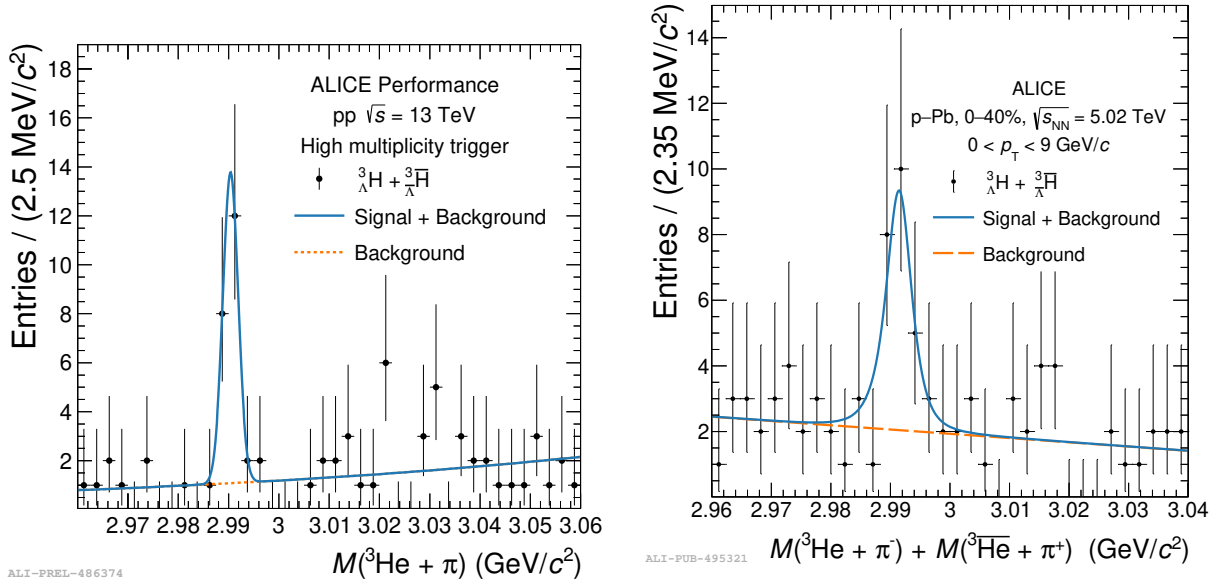 Entries / (2.5 MeV/c²)
18
16
14
12
10
8
6
4
2
ALICE Performance
pp √s = 13 TeV
High multiplicity trigger
³ΛH + ³Λ̅H̅
Signal + Background
Background
2.97 2.98 2.99 3 3.01 3.02 3.03 3.04 3.05 3.06
M(³He + π) (GeV/c²)
ALI-PREL-486374
Entries / (2.35 MeV/c²)
14
12
10
8
6
4
2
0
ALICE
p–Pb, 0–40%, √sNN = 5.02 TeV
0 < pT < 9 GeV/c
³ΛH + ³Λ̅H̅
Signal + Background
Background
2.96 2.97 2.98 2.99 3 3.01 3.02 3.03 3.04
M(³He + π⁻) + M(³H̅e̅ + π⁺) (GeV/c²)
ALI-PUB-495321